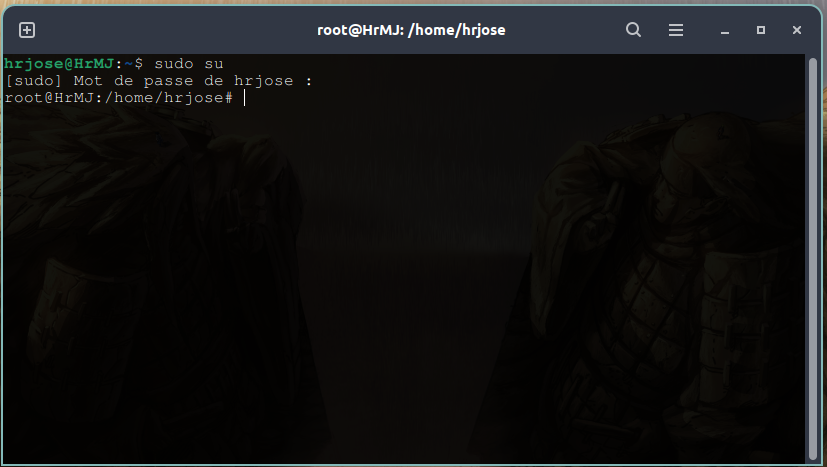 root@HrMJ: /home/hrjose
hrjose@HrMJ:~$ sudo su
[sudo] Mot de passe de hrjose :
root@HrMJ:/home/hrjose#